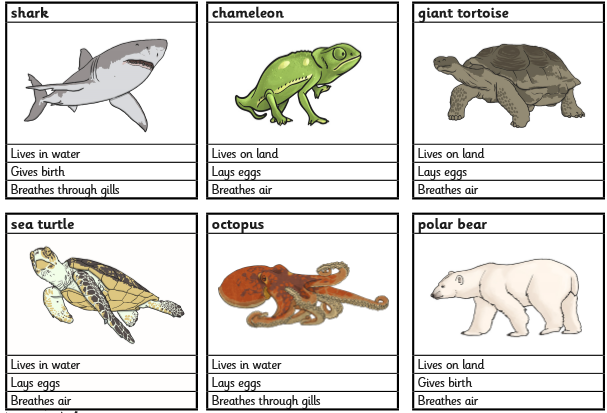 shark
Lives in water
Gives birth
Breathes through gills
chameleon
Lives on land
Lays eggs
Breathes air
giant tortoise
Lives on land
Lays eggs
Breathes air
sea turtle
Lives in water
Lays eggs
Breathes air
octopus
Lives in water
Lays eggs
Breathes through gills
polar bear
Lives on land
Gives birth
Breathes air